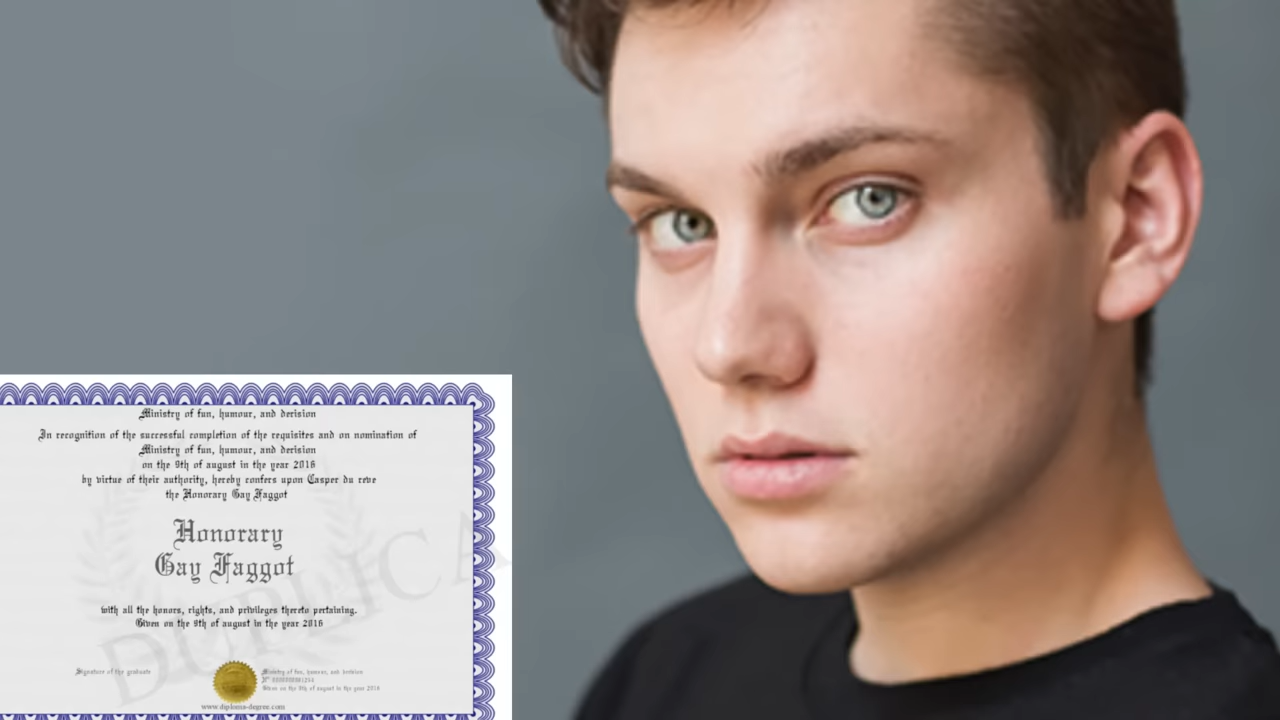 Ministry of fun, humour, and derision
In recognition of the successful completion of the requisites and on nomination of
Ministry of fun, humour, and derision
on the 9th of august in the year 2016
by virtue of their authority, hereby confers upon Casper du reve
the Honorary Gay Faggot
Honorary
Gay Faggot
with all the honors, rights, and privileges thereto pertaining.
Given on the 9th of august in the year 2016
Signation of the graduate
Ministry of fun, humour, and derision
Given on the 9th of august in the year 2016
www.diploma-degree.com
DUPLICA